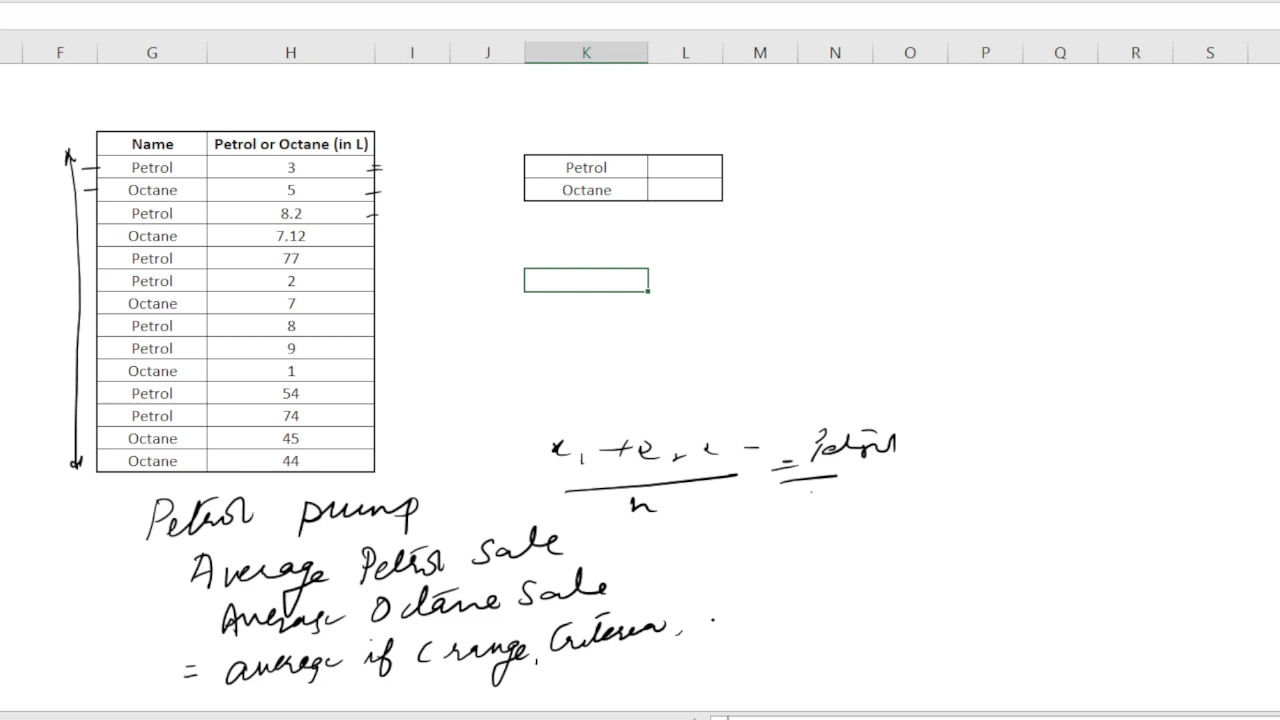 F G H I J K L M N O P Q R S
Name Petrol or Octane (in L)
Petrol 3
Octane 5
Petrol 8.2
Octane 7.12
Petrol 77
Petrol 2
Octane 7
Petrol 8
Petrol 9
Octane 1
Petrol 54
Petrol 74
Octane 45
Octane 44
Petrol
Octane
= Petrol
n
Petrol pump
Average Petrol sale
Average Octane sale
= average if ( range, Criteria,